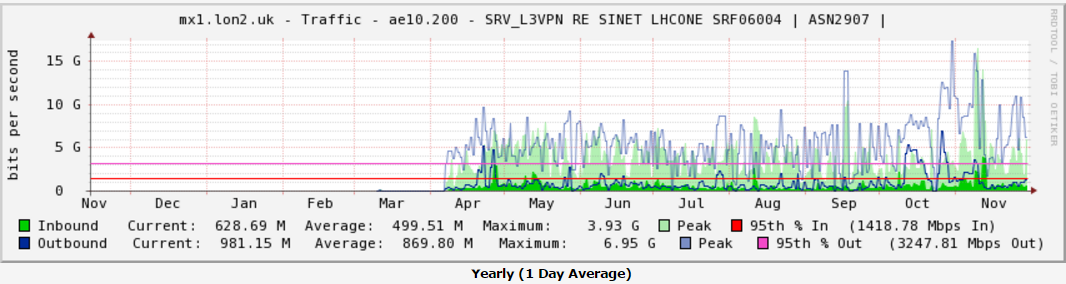 mx1.lon2.uk - Traffic - ae10.200 - SRV_L3VPN RE SINET LHCONE SRF06004 | ASN2907 |
RRDTOOL / TOBI OETIKER
bits per second
15 G
10 G
5 G
0
Nov Dec Jan Feb Mar Apr May Jun Jul Aug Sep Oct Nov
Inbound Current: 628.69 M Average: 499.51 M Maximum: 3.93 G Peak 95th % In (1418.78 Mbps In)
Outbound Current: 981.15 M Average: 869.80 M Maximum: 6.95 G Peak 95th % Out (3247.81 Mbps Out)
Yearly (1 Day Average)